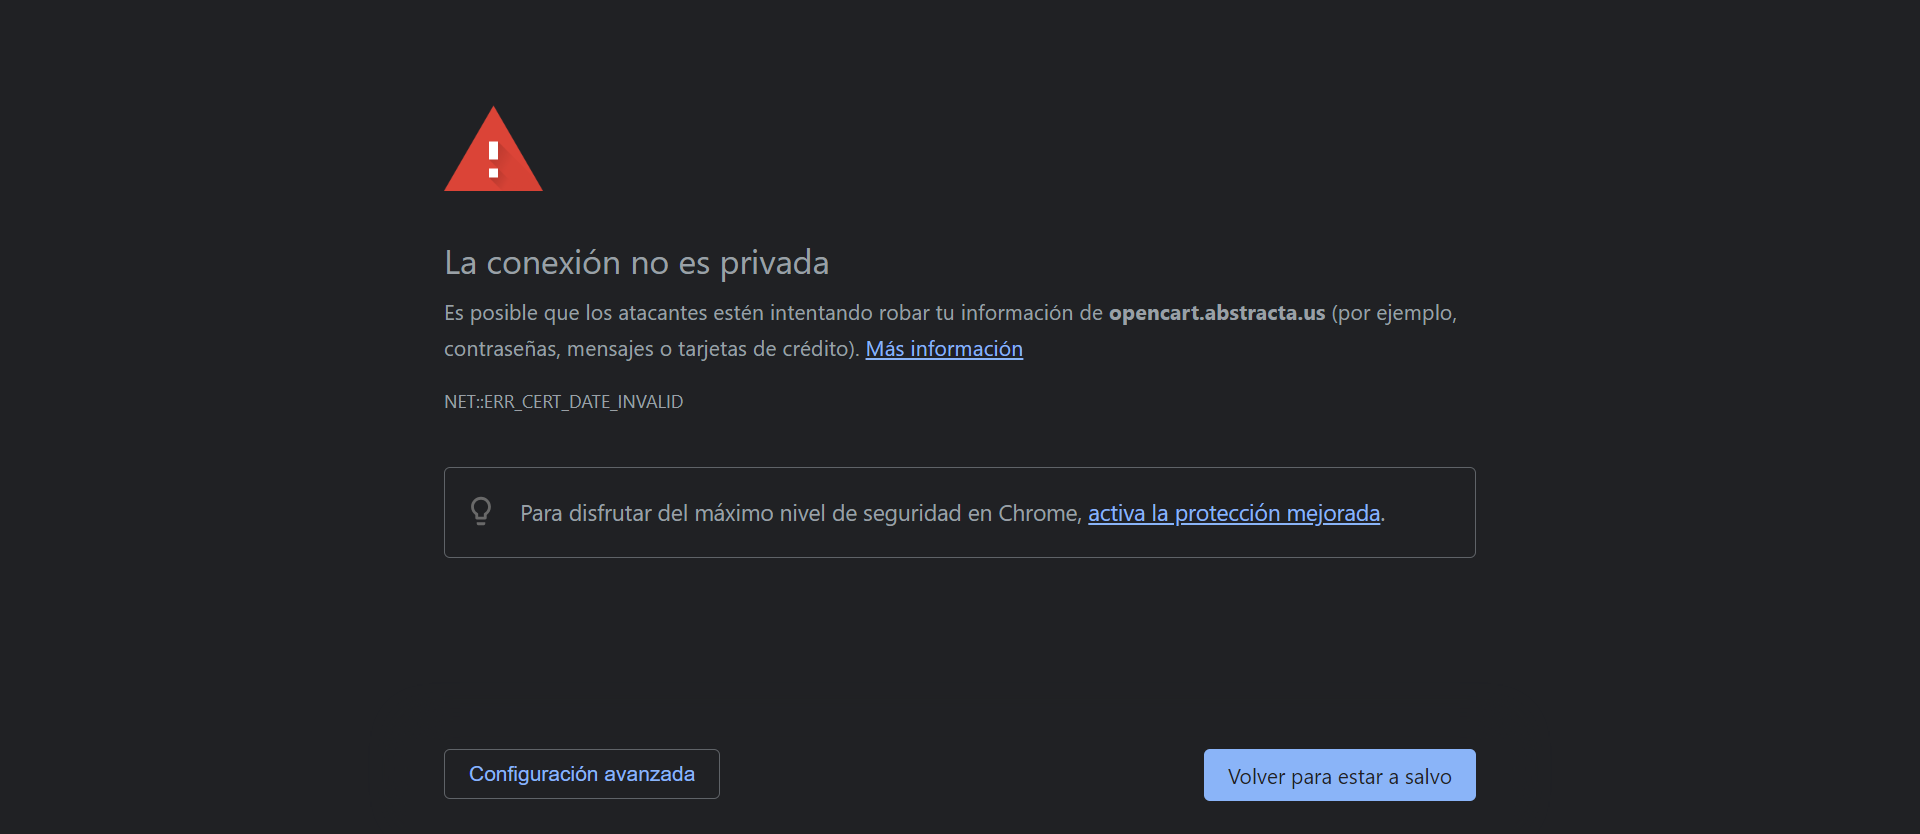 La conexión no es privada
Es posible que los atacantes estén intentando robar tu información de opencart.abstracta.us (por ejemplo,
contraseñas, mensajes o tarjetas de crédito). Más información
NET::ERR_CERT_DATE_INVALID
Para disfrutar del máximo nivel de seguridad en Chrome, activa la protección mejorada.
Configuración avanzada
Volver para estar a salvo